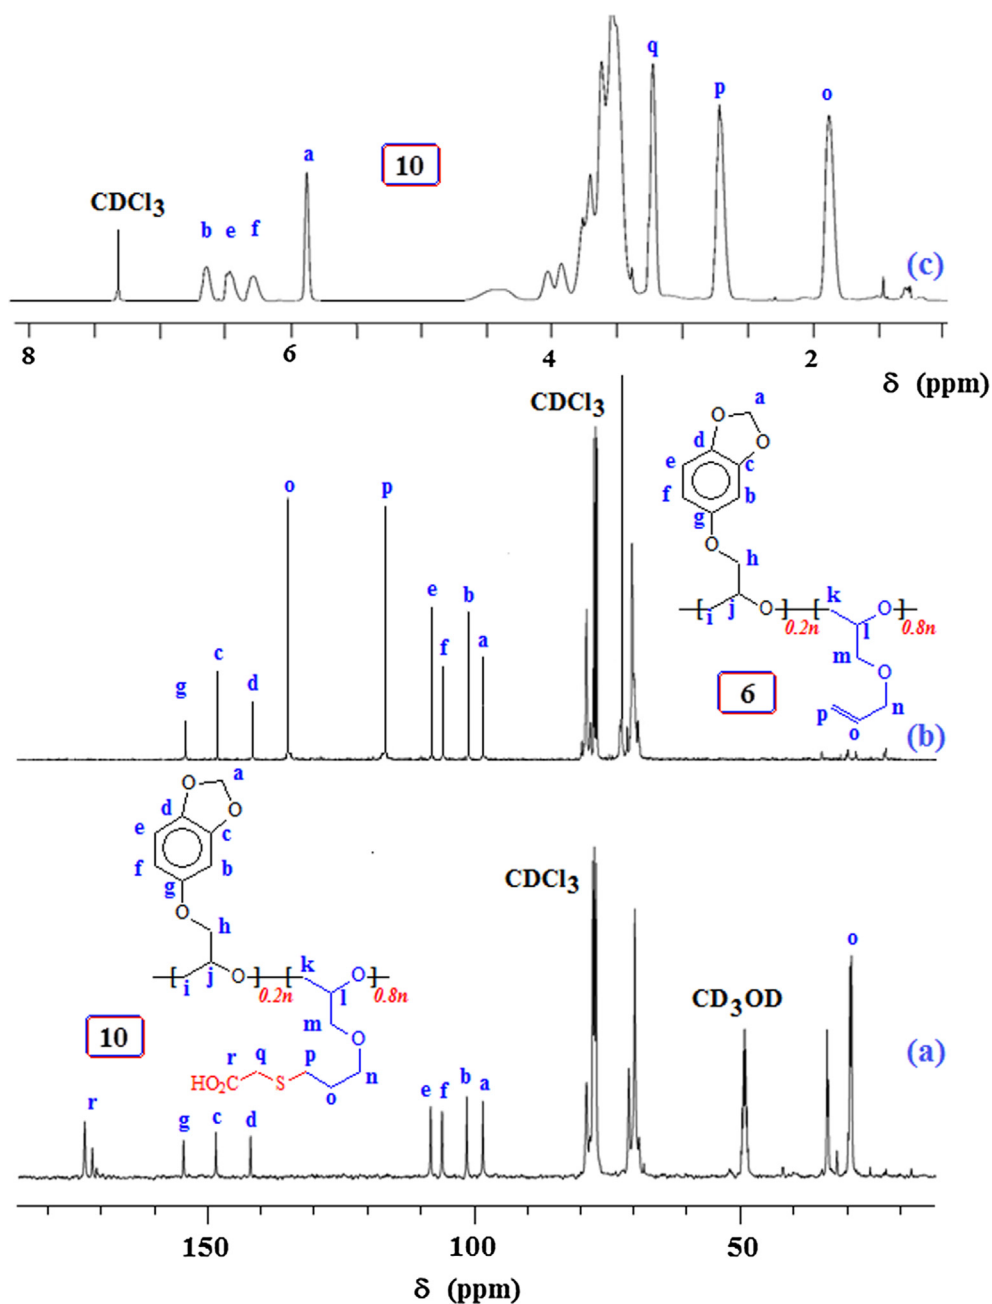 q
p
o
a
10
CDCl3
b e f
(c)
8 6 4 2
δ (ppm)
CDCl3
O a
O
d
c
e
f b
g
O
h
o p
e b
f a
c
g d
i j O 0.2n k l O 0.8n
m
O
n
p
o
6
(b)
O a
O
d
c
e
f b
g
O
h
i j O 0.2n k l O 0.8n
m
O
n
10
r q p
HO2C S
o
CDCl3
CD3OD
o
(a)
r
g c d
e f b a
150 100 50
δ (ppm)